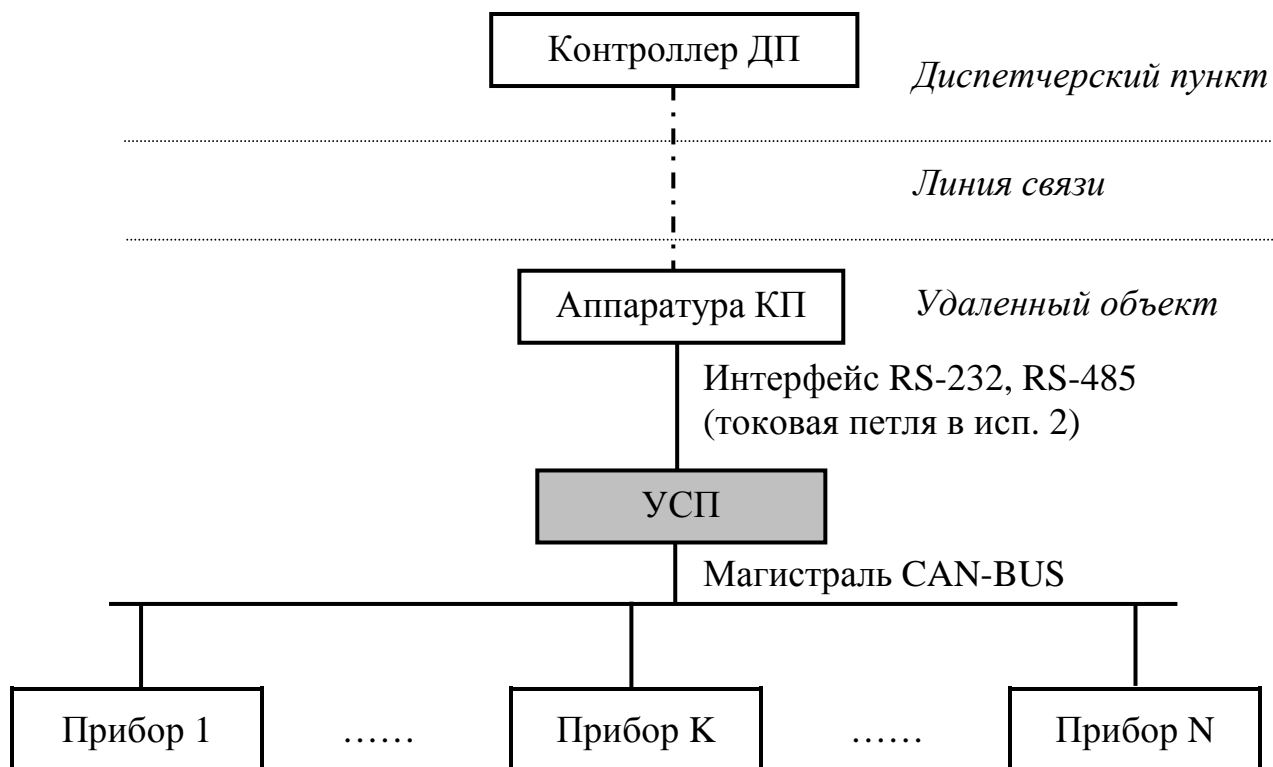 Контроллер ДП
Диспетчерский пункт
Линия связи
Аппаратура КП
Удаленный объект
Интерфейс RS-232, RS-485
(токовая петля в исп. 2)
УСП
Магистраль CAN-BUS
Прибор 1 …… Прибор K …… Прибор N